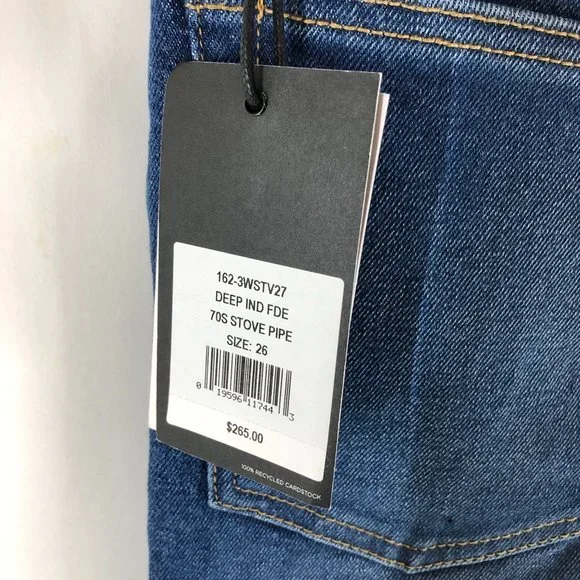 162-3WSTV27
DEEP IND FDE
70S STOVE PIPE
SIZE: 26
0 19596 11744 3
$265.00
100% RECYCLED CARDSTOCK